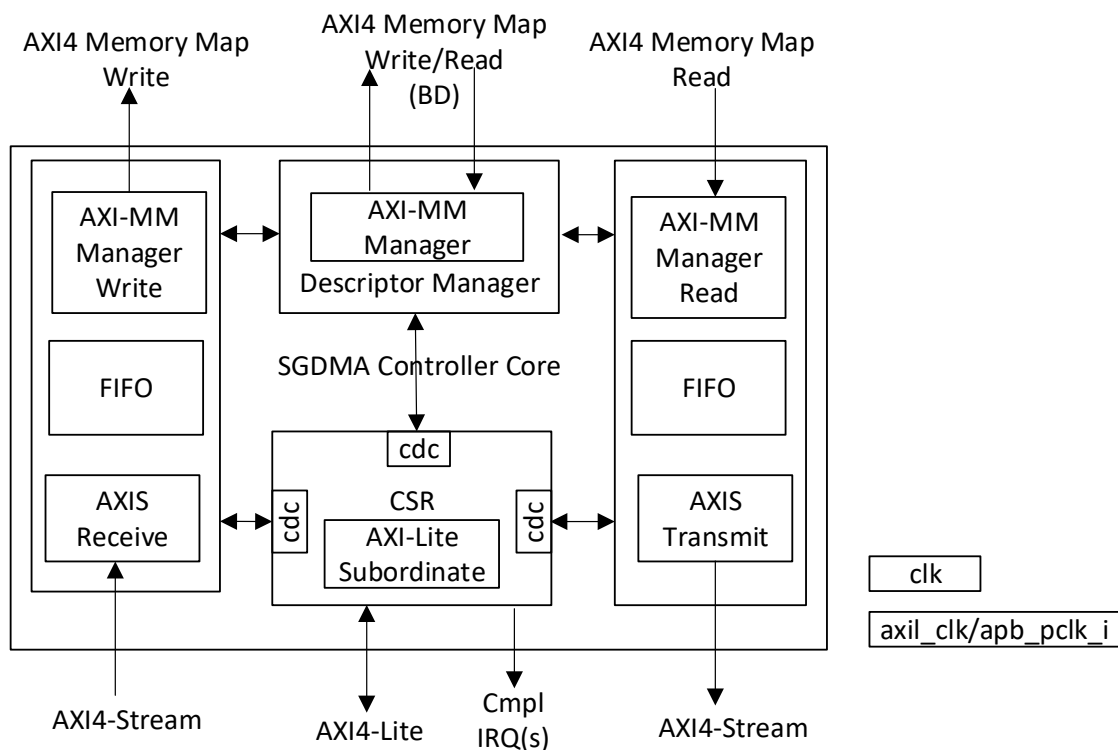 AXI4 Memory Map
Write
AXI4 Memory Map
Write/Read
(BD)
AXI4 Memory Map
Read
AXI-MM
Manager
Write
AXI-MM
Manager
Descriptor Manager
AXI-MM
Manager
Read
SGDMA Controller Core
FIFO
FIFO
cdc
AXIS
Receive
cdc
CSR
cdc
AXI-Lite
Subordinate
AXIS
Transmit
clk
axil_clk/apb_pclk_i
AXI4-Stream
AXI4-Lite
Cmpl
IRQ(s)
AXI4-Stream